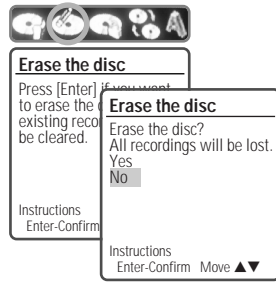 Erase the disc
Press [Enter] if you want
to erase the
existing
be cleared.
Instructions
Enter-Confirm
Erase the disc
Erase the disc?
All recordings will be lost.
Yes
No
Instructions
Enter-Confirm Move ▲▼